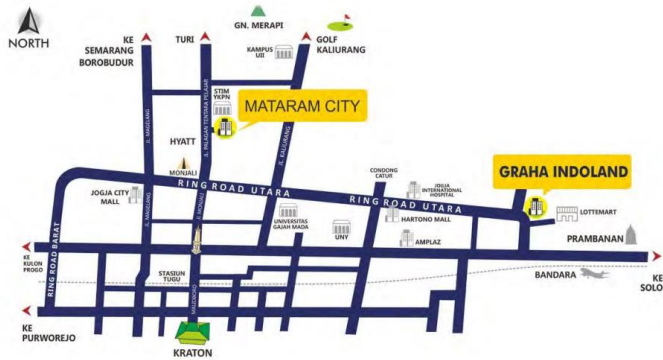 NORTH
KE
SEMARANG
BOROBUDUR
TURI
GN. MERAPI
KAMPUS
UII
GOLF
KALIURANG
STIM
YKPN
MATARAM CITY
JL. MAGELANG
JL. PALAGAN TENTARA PELAJAR
JL. KALIURANG
HYATT
MONJALI
RING ROAD UTARA
RING ROAD UTARA
CONDONG
CATUR
JOGJA
INTERNATIONAL
HOSPITAL
GRAHA INDOLAND
JOGJA CITY
MALL
JL. MAGELANG
MONJALI
UNIVERSITAS
GAJAH MADA
UNY
HARTONO MALL
AMPLAZ
LOTTEMART
PRAMBANAN
RING ROAD BARAT
KE
KULON
PROGO
STASIUN
TUGU
MALIOBORO
BANDARA
KE
SOLO
KE
PURWOREJO
KRATON